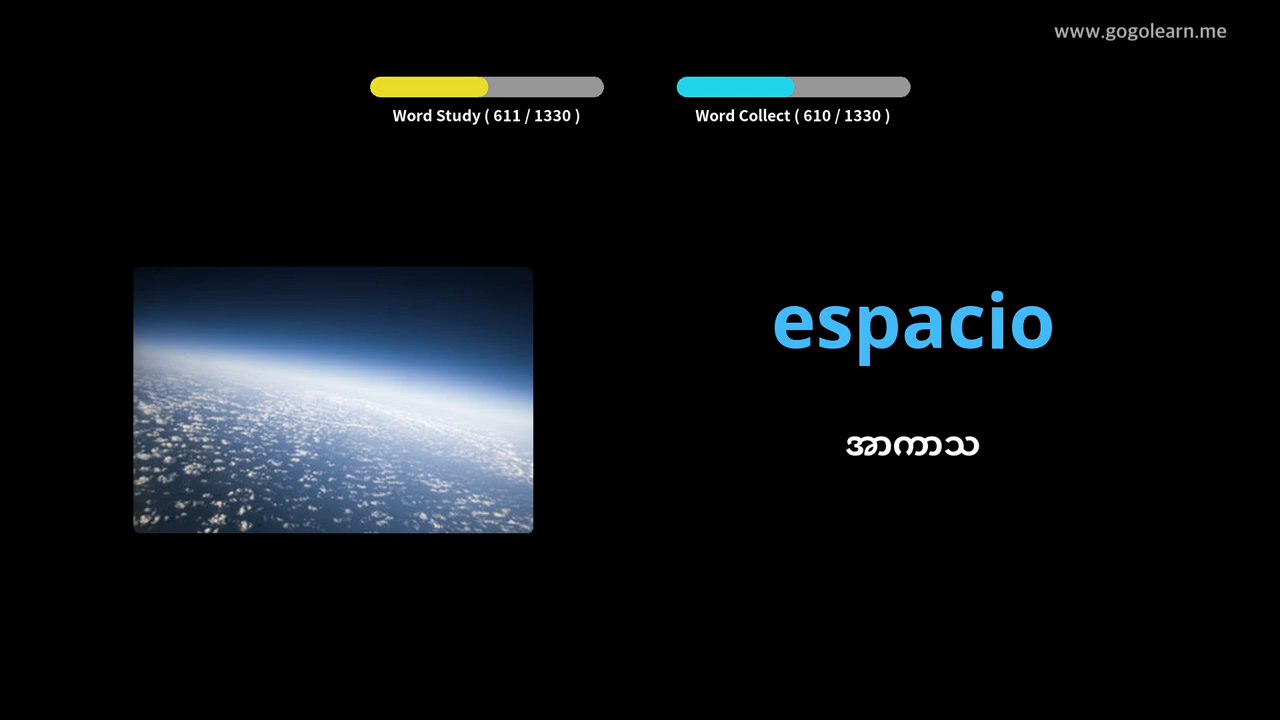 www.gogolearn.me
Word Study ( 611 / 1330 )
Word Collect ( 610 / 1330 )
espacio
အာကာသ